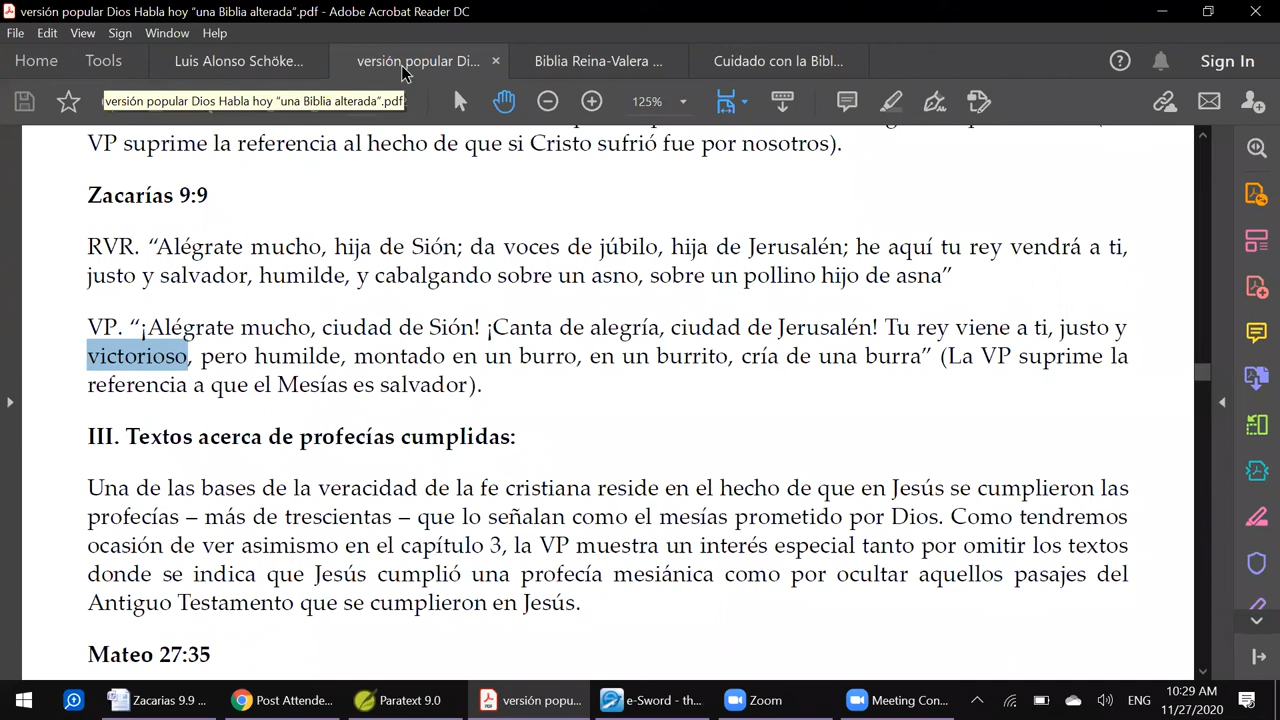 versión popular Dios Habla hoy “una Biblia alterada”.pdf - Adobe Acrobat Reader DC
File Edit View Sign Window Help
Home Tools Luis Alonso Schöke... versión popular Di... Biblia Reina-Valera ... Cuidado con la Bibl... Sign In
versión popular Dios Habla hoy “una Biblia alterada”.pdf 125%
VP suprime la referencia al hecho de que si Cristo sufrió fue por nosotros).
Zacarías 9:9
RVR. “Alégrate mucho, hija de Sión; da voces de júbilo, hija de Jerusalén; he aquí tu rey vendrá a ti,
justo y salvador, humilde, y cabalgando sobre un asno, sobre un pollino hijo de asna”
VP. “¡Alégrate mucho, ciudad de Sión! ¡Canta de alegría, ciudad de Jerusalén! Tu rey viene a ti, justo y
victorioso, pero humilde, montado en un burro, en un burrito, cría de una burra” (La VP suprime la
referencia a que el Mesías es salvador).
III. Textos acerca de profecías cumplidas:
Una de las bases de la veracidad de la fe cristiana reside en el hecho de que en Jesús se cumplieron las
profecías – más de trescientas – que lo señalan como el mesías prometido por Dios. Como tendremos
ocasión de ver asimismo en el capítulo 3, la VP muestra un interés especial tanto por omitir los textos
donde se indica que Jesús cumplió una profecía mesiánica como por ocultar aquellos pasajes del
Antiguo Testamento que se cumplieron en Jesús.
Mateo 27:35
Zacarias 9.9 ... Post Attende... Paratext 9.0 versión popu... e-Sword - th... Zoom Meeting Con... ENG 10:29 AM
11/27/2020